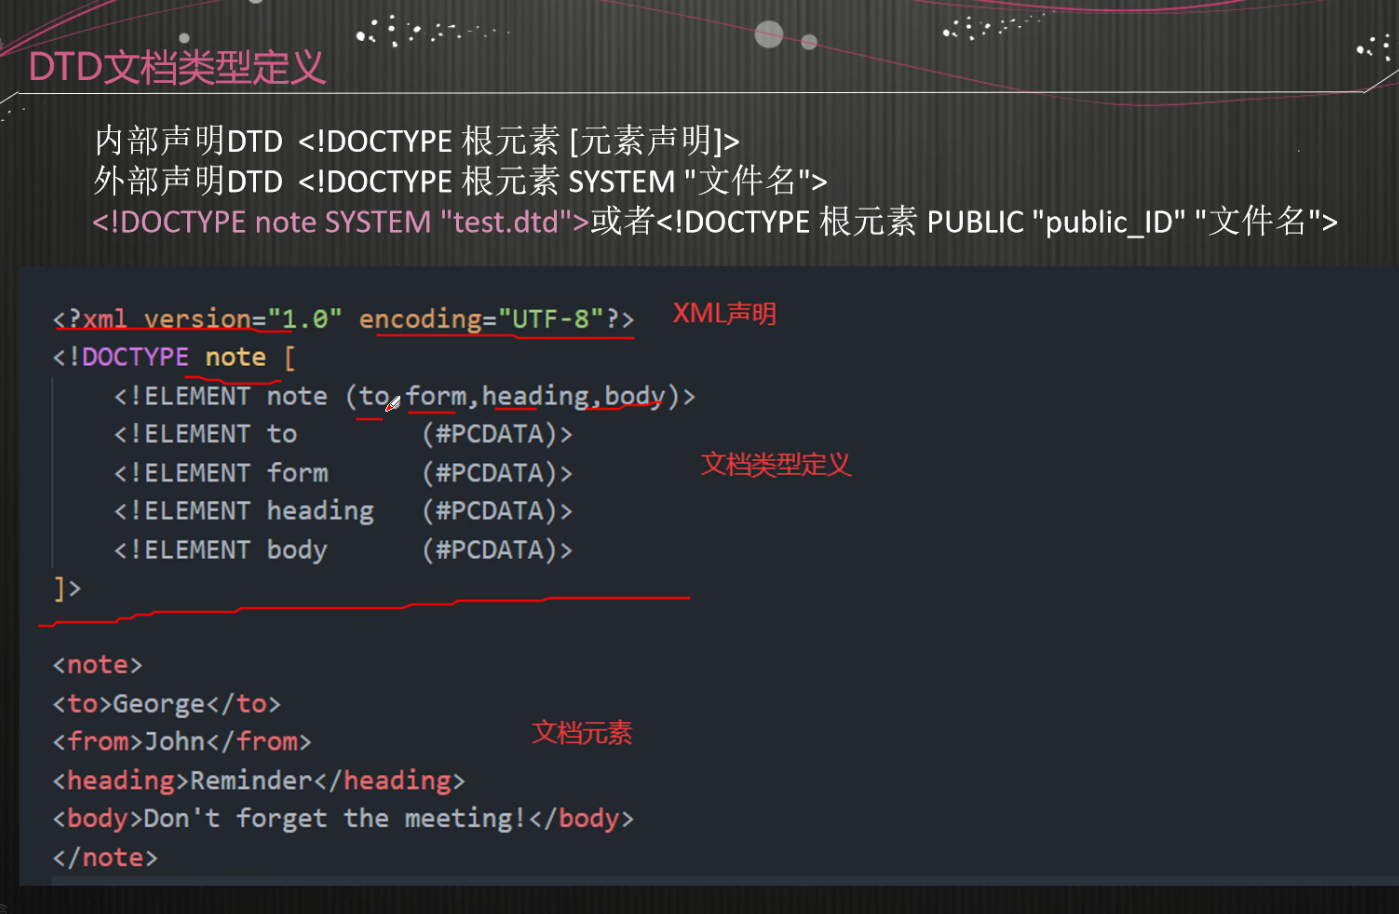 DTD文档类型定义
内部声明DTD <!DOCTYPE 根元素 [元素声明]>
外部声明DTD <!DOCTYPE 根元素 SYSTEM "文件名">
<!DOCTYPE note SYSTEM "test.dtd">或者<!DOCTYPE 根元素 PUBLIC "public_ID" "文件名">
<?xml version="1.0" encoding="UTF-8"?> XML声明
<!DOCTYPE note [
<!ELEMENT note (to,form,heading,body)>
<!ELEMENT to (#PCDATA)>
<!ELEMENT form (#PCDATA)>
文档类型定义
<!ELEMENT heading (#PCDATA)>
<!ELEMENT body (#PCDATA)>
]>
<note>
<to>George</to>
<from>John</from>
文档元素
<heading>Reminder</heading>
<body>Don't forget the meeting!</body>
</note>